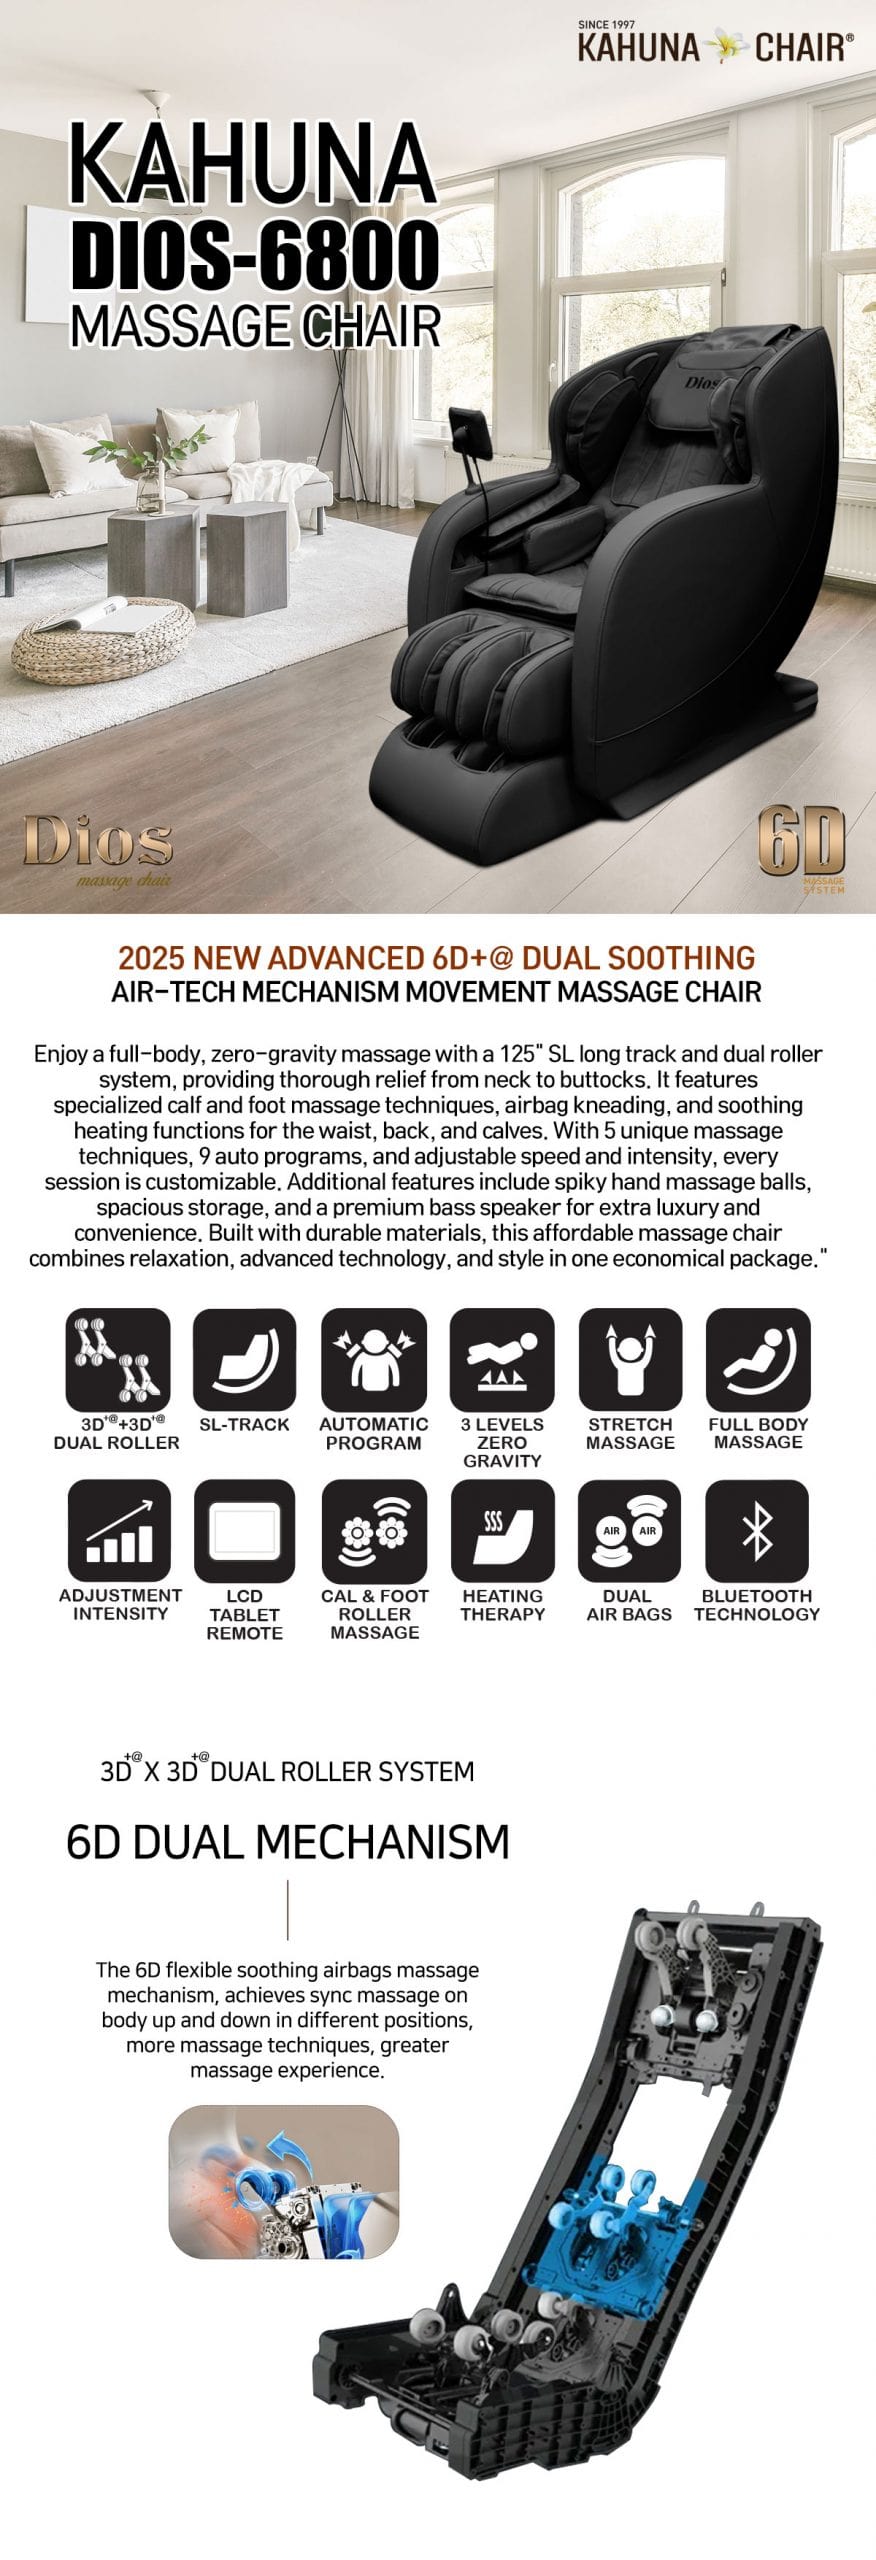 SINCE 1997
KAHUNA CHAIR®
KAHUNA
DIOS-6800
MASSAGE CHAIR
Dios
Dios
massage chair
6D
MASSAGE
SYSTEM
2025 NEW ADVANCED 6D+@ DUAL SOOTHING
AIR-TECH MECHANISM MOVEMENT MASSAGE CHAIR
Enjoy a full-body, zero-gravity massage with a 125" SL long track and dual roller
system, providing thorough relief from neck to buttocks. It features
specialized calf and foot massage techniques, airbag kneading, and soothing
heating functions for the waist, back, and calves. With 5 unique massage
techniques, 9 auto programs, and adjustable speed and intensity, every
session is customizable. Additional features include spiky hand massage balls,
spacious storage, and a premium bass speaker for extra luxury and
convenience. Built with durable materials, this affordable massage chair
combines relaxation, advanced technology, and style in one economical package."
3D+@+3D+@
DUAL ROLLER
SL-TRACK
AUTOMATIC
PROGRAM
3 LEVELS
ZERO
GRAVITY
STRETCH
MASSAGE
FULL BODY
MASSAGE
ADJUSTMENT
INTENSITY
LCD
TABLET
REMOTE
CAL & FOOT
ROLLER
MASSAGE
HEATING
THERAPY
AIR AIR
DUAL
AIR BAGS
BLUETOOTH
TECHNOLOGY
3D+@ X 3D+@ DUAL ROLLER SYSTEM
6D DUAL MECHANISM
The 6D flexible soothing airbags massage
mechanism, achieves sync massage on
body up and down in different positions,
more massage techniques, greater
massage experience.